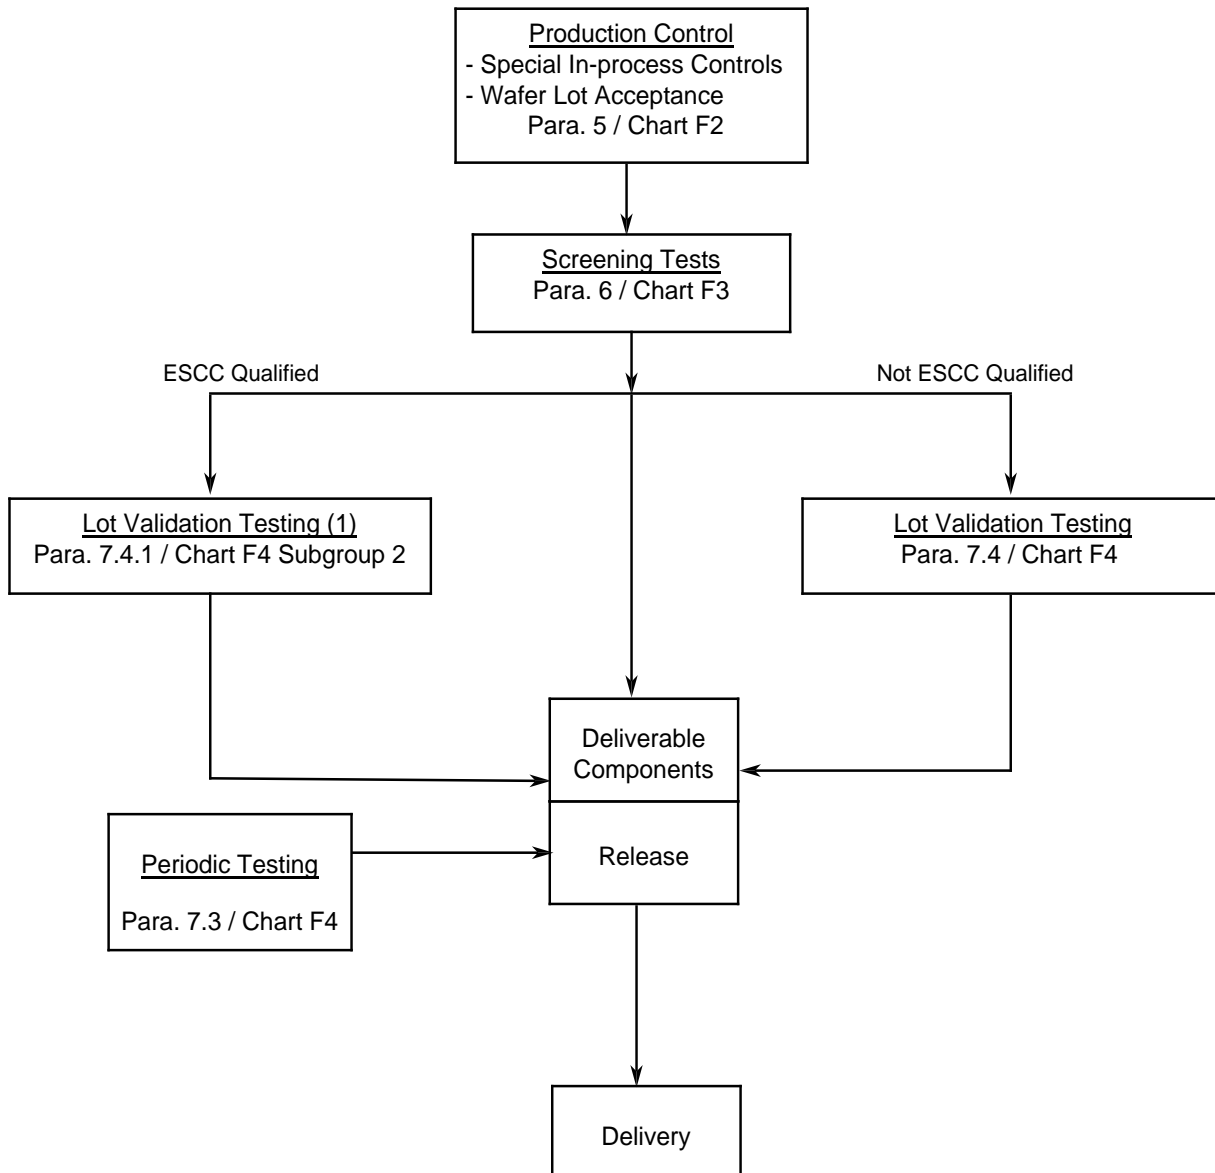 Production Control
- Special In-process Controls
- Wafer Lot Acceptance
Para. 5 / Chart F2
Screening Tests
Para. 6 / Chart F3
ESCC Qualified
Not ESCC Qualified
Lot Validation Testing (1)
Para. 7.4.1 / Chart F4 Subgroup 2
Lot Validation Testing
Para. 7.4 / Chart F4
Deliverable
Components
Release
Periodic Testing
Para. 7.3 / Chart F4
Delivery